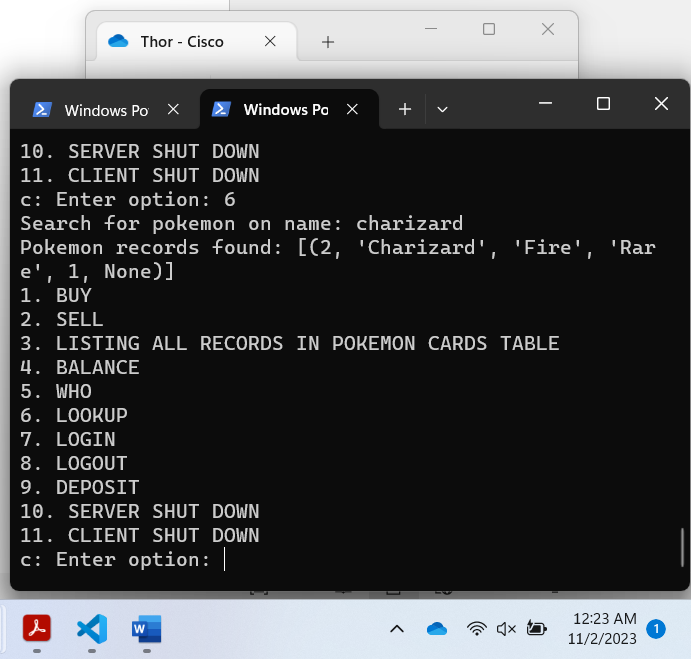 Thor - Cisco
Windows Po
Windows Po
10. SERVER SHUT DOWN
11. CLIENT SHUT DOWN
c: Enter option: 6
Search for pokemon on name: charizard
Pokemon records found: [(2, 'Charizard', 'Fire', 'Rar
e', 1, None)]
1. BUY
2. SELL
3. LISTING ALL RECORDS IN POKEMON CARDS TABLE
4. BALANCE
5. WHO
6. LOOKUP
7. LOGIN
8. LOGOUT
9. DEPOSIT
10. SERVER SHUT DOWN
11. CLIENT SHUT DOWN
c: Enter option:
W
12:23 AM
11/2/2023
1